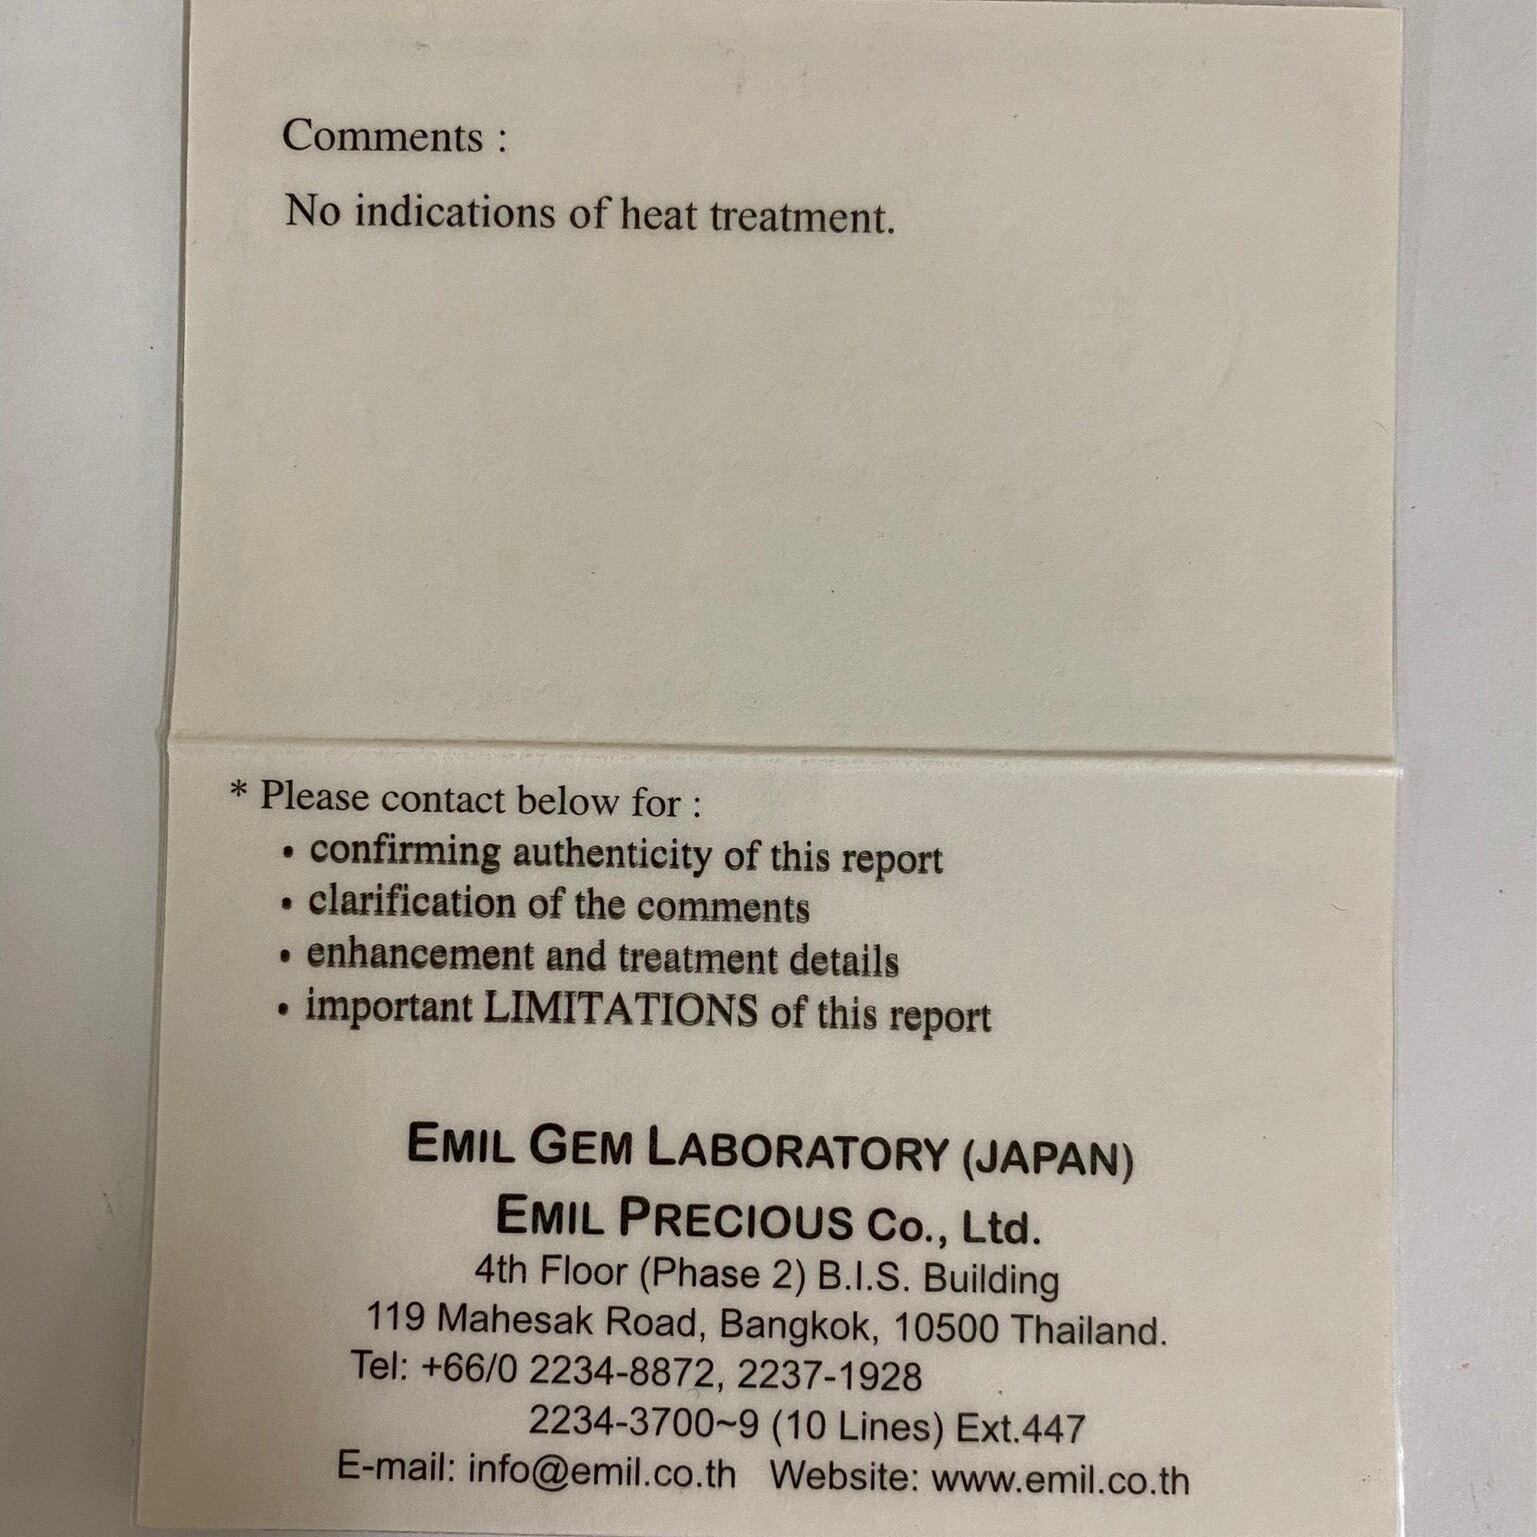 Comments :
No indications of heat treatment.
* Please contact below for :
• confirming authenticity of this report
• clarification of the comments
• enhancement and treatment details
• important LIMITATIONS of this report
EMIL GEM LABORATORY (JAPAN)
EMIL PRECIOUS Co., Ltd.
4th Floor (Phase 2) B.I.S. Building
119 Mahesak Road, Bangkok, 10500 Thailand.
Tel: +66/0 2234-8872, 2237-1928
2234-3700~9 (10 Lines) Ext.447
E-mail: info@emil.co.th Website: www.emil.co.th